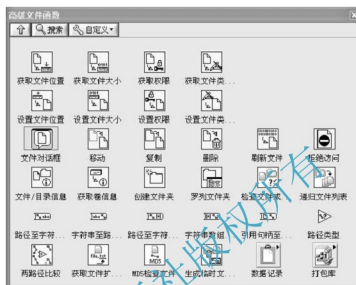 高级文件函数
搜索 自定义
获取文件位置 获取文件大小 获取权限 获取文件类...
设置文件位置 设置文件大小 设置权限 设置文件类...
文件对话框 移动 复制 删除 刷新文件 拒绝访问
文件/目录信息 获取卷信息 创建文件夹 罗列文件夹 检查文件或 递归文件列表
路径至字符... 字符串至路... 路径至字符... 字符串数组 引用句柄至... 路径类型
两路径比较 获取文件扩... MD5检查文件 生成临时文... 数据记录 打包库
版权所有